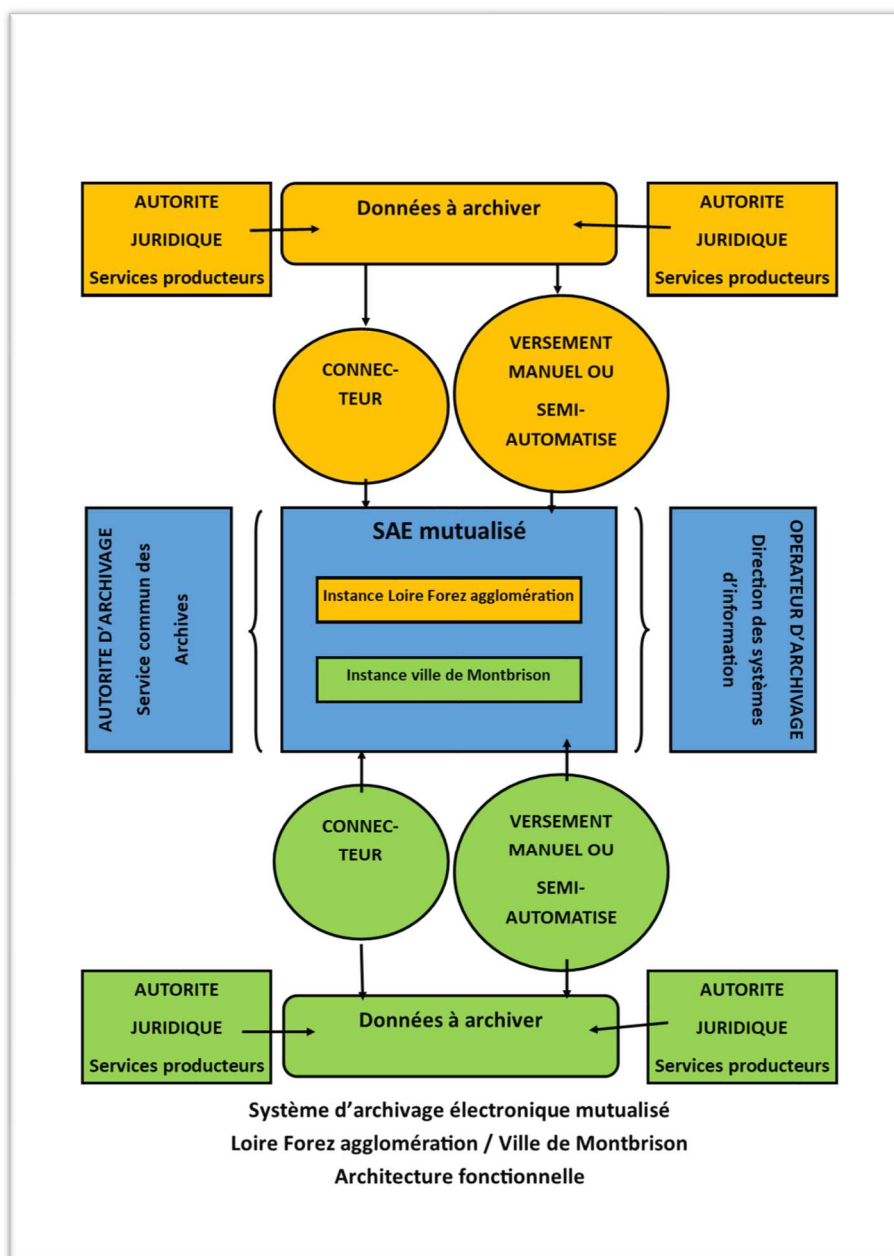 AUTORITE
JURIDIQUE
Services producteurs
Données à archiver
AUTORITE
JURIDIQUE
Services producteurs
CONNEC-
TEUR
VERSEMENT
MANUEL OU
SEMI-
AUTOMATISE
AUTORITE D’ARCHIVAGE
Service commun des
Archives
SAE mutualisé
Instance Loire Forez agglomération
Instance ville de Montbrison
OPERATEUR D’ARCHIVAGE
Direction des systèmes
d’information
CONNEC-
TEUR
VERSEMENT
MANUEL OU
SEMI-
AUTOMATISE
AUTORITE
JURIDIQUE
Services producteurs
Données à archiver
AUTORITE
JURIDIQUE
Services producteurs
Système d’archivage électronique mutualisé
Loire Forez agglomération / Ville de Montbrison
Architecture fonctionnelle